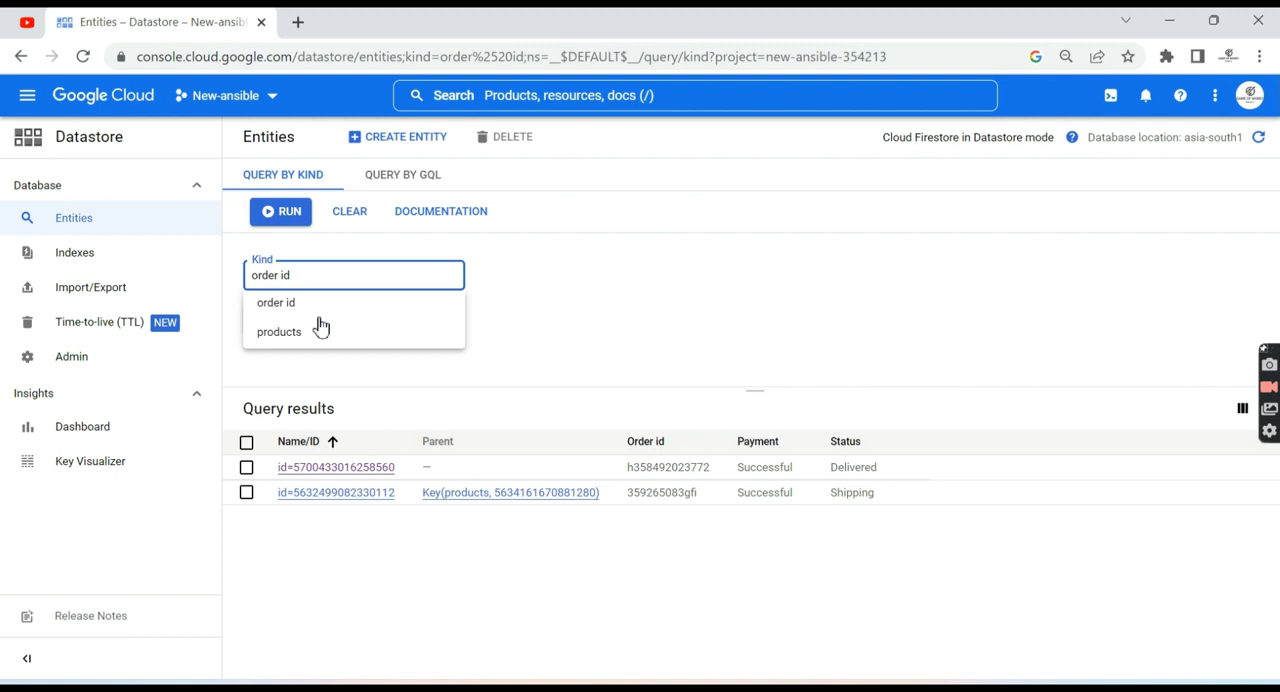 Entities – Datastore – New-ansibl
console.cloud.google.com/datastore/entities;kind=order%2520id;ns=__$DEFAULT$__/query/kind?project=new-ansible-354213
Google Cloud New-ansible Search Products, resources, docs (/)
Datastore Entities CREATE ENTITY DELETE Cloud Firestore in Datastore mode Database location: asia-south1
Database
Entities
Indexes
Import/Export
Time-to-live (TTL) NEW
Admin
Insights
Dashboard
Key Visualizer
Release Notes
QUERY BY KIND QUERY BY GQL
RUN CLEAR DOCUMENTATION
Kind
order id
order id
products
Query results
Name/ID Parent Order id Payment Status
id=5700433016258560 — h358492023772 Successful Delivered
id=5632499082330112 Key(products, 5634161670881280) 359265083gfi Successful Shipping